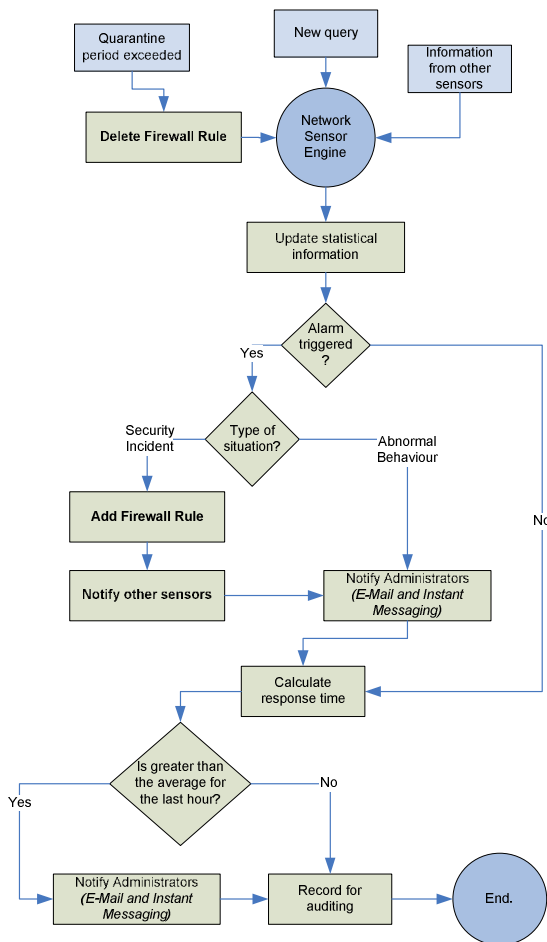 Quarantine
period exceeded
New query
Information
from other
sensors
Delete Firewall Rule
Network
Sensor
Engine
Update statistical
information
Alarm
triggered
?
Yes
No
Type of
situation?
Security
Incident
Abnormal
Behaviour
Add Firewall Rule
Notify other sensors
Notify Administrators
(E-Mail and Instant
Messaging)
Calculate
response time
Is greater than
the average for
the last hour?
Yes
No
Notify Administrators
(E-Mail and Instant
Messaging)
Record for
auditing
End.